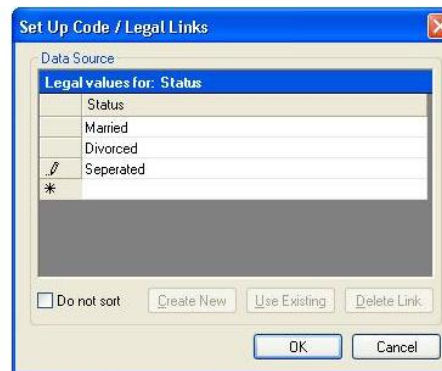 Set Up Code / Legal Links
Data Source
Legal values for: Status
Status
Married
Divorced
Seperated
*
Do not sort Create New Use Existing Delete Link
OK Cancel